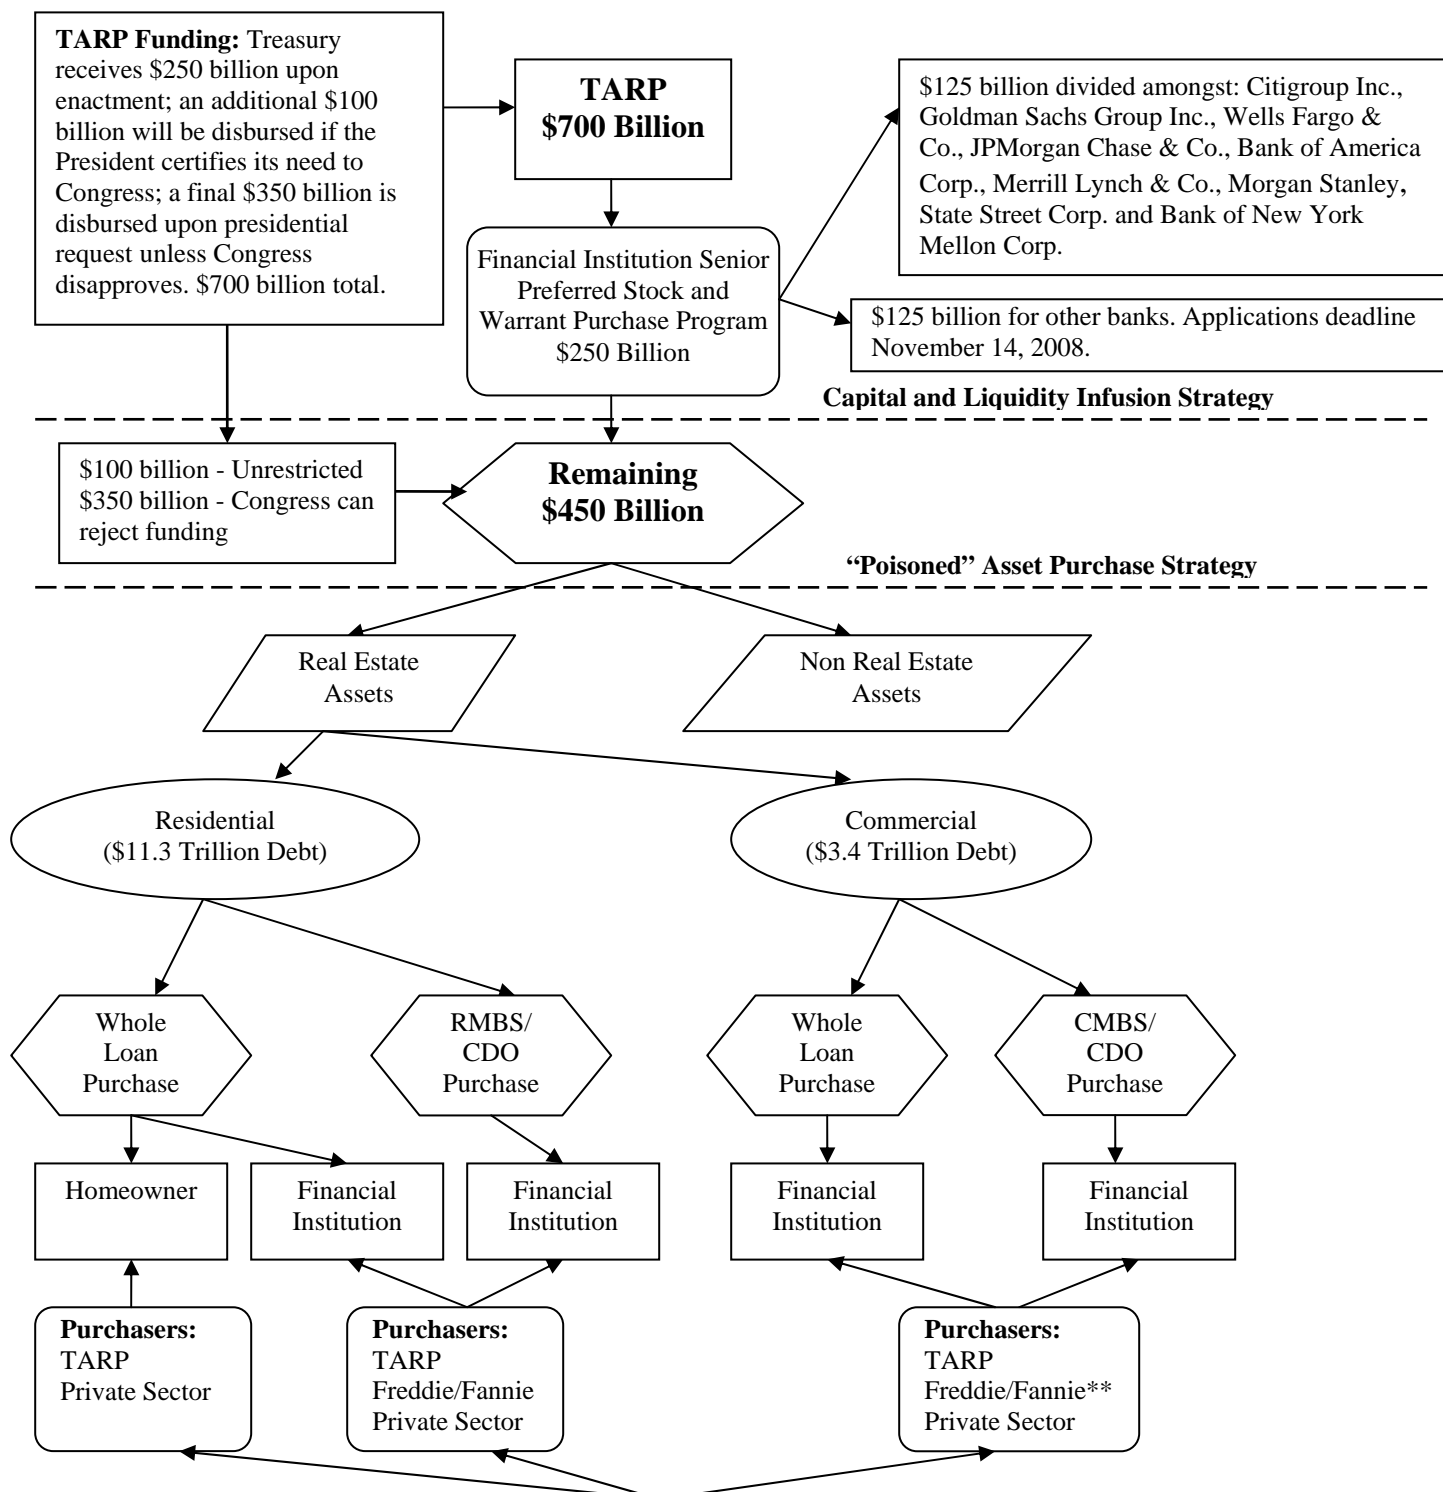 TARP Funding: Treasury
receives $250 billion upon
enactment; an additional $100
billion will be disbursed if the
President certifies its need to
Congress; a final $350 billion is
disbursed upon presidential
request unless Congress
disapproves. $700 billion total.
TARP
$700 Billion
$125 billion divided amongst: Citigroup Inc.,
Goldman Sachs Group Inc., Wells Fargo &
Co., JPMorgan Chase & Co., Bank of America
Corp., Merrill Lynch & Co., Morgan Stanley,
State Street Corp. and Bank of New York
Mellon Corp.
Financial Institution Senior
Preferred Stock and
Warrant Purchase Program
$250 Billion
$125 billion for other banks. Applications deadline
November 14, 2008.
Capital and Liquidity Infusion Strategy
$100 billion - Unrestricted
$350 billion - Congress can
reject funding
Remaining
$450 Billion
“Poisoned” Asset Purchase Strategy
Real Estate
Assets
Non Real Estate
Assets
Residential
($11.3 Trillion Debt)
Commercial
($3.4 Trillion Debt)
Whole
Loan
Purchase
RMBS/
CDO
Purchase
Whole
Loan
Purchase
CMBS/
CDO
Purchase
Homeowner
Financial
Institution
Financial
Institution
Financial
Institution
Financial
Institution
Purchasers:
TARP
Private Sector
Purchasers:
TARP
Freddie/Fannie
Private Sector
Purchasers:
TARP
Freddie/Fannie**
Private Sector